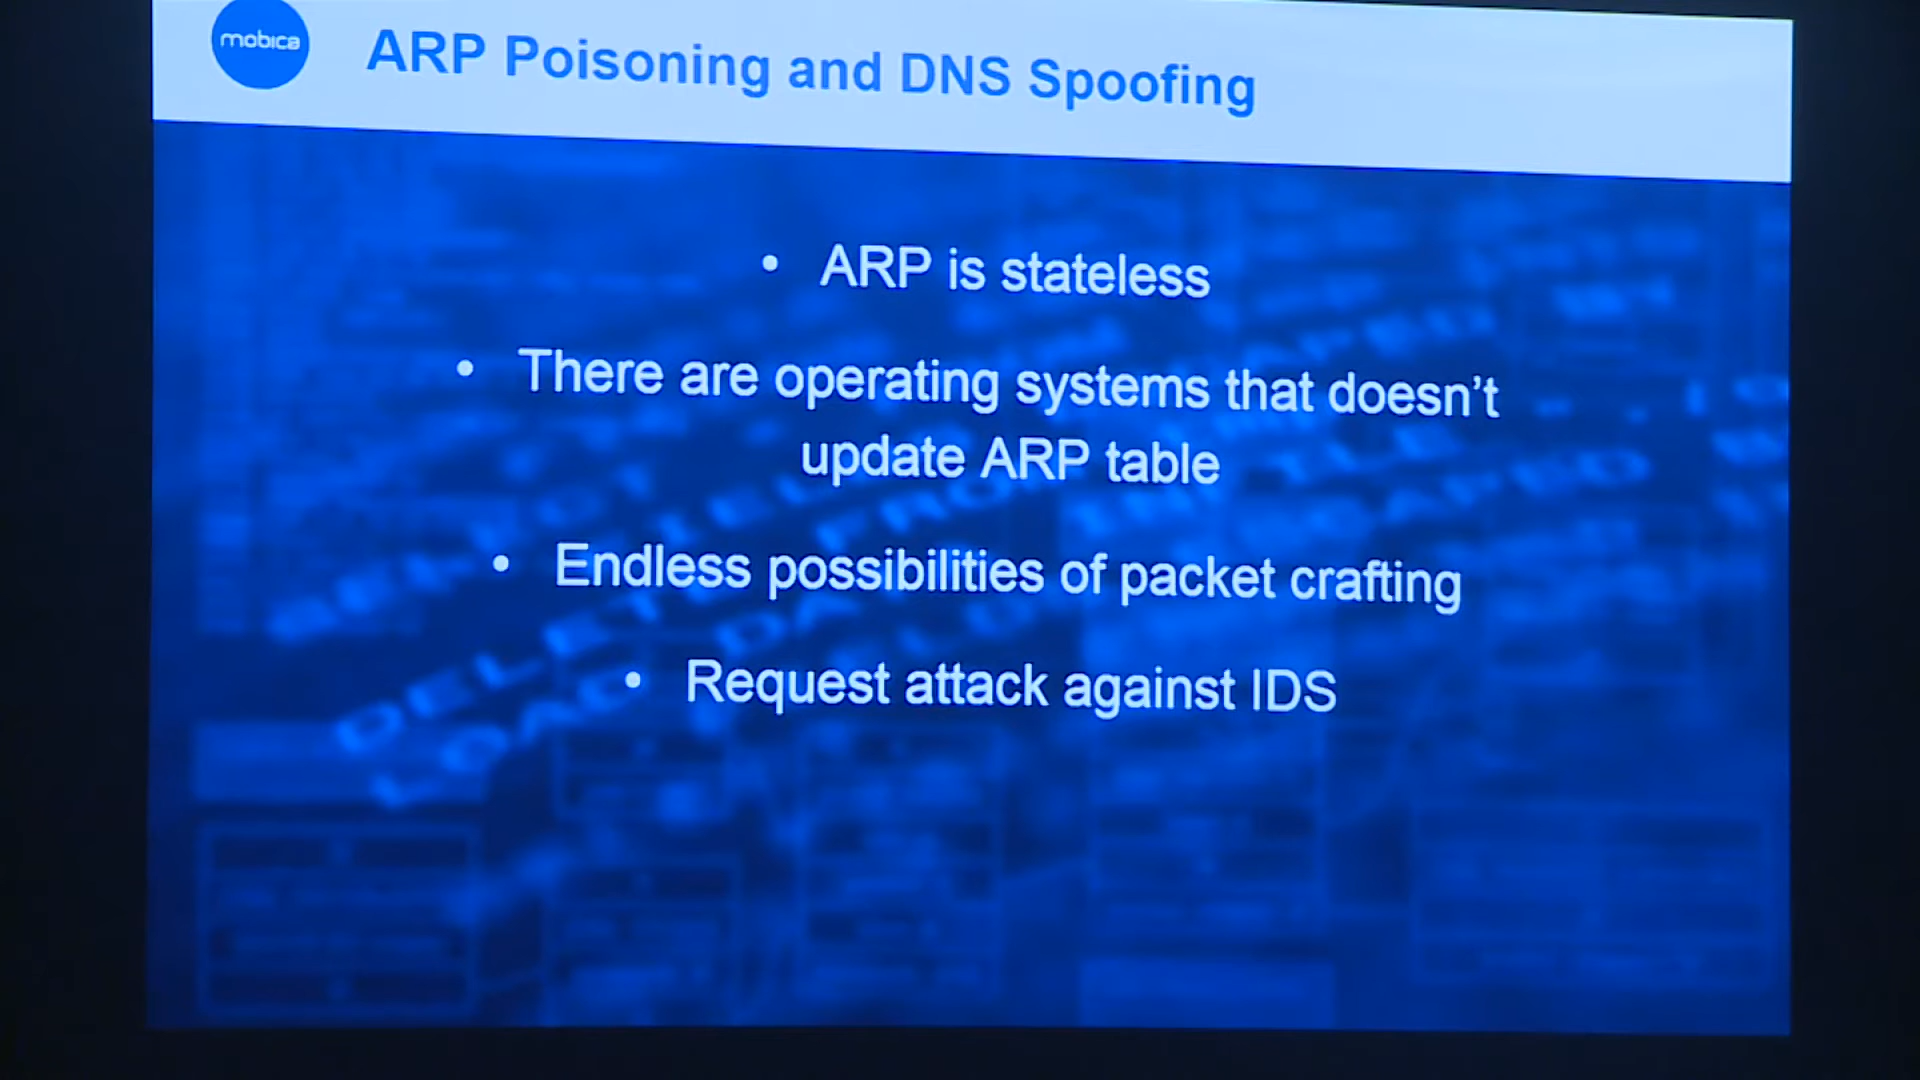 mobica
ARP Poisoning and DNS Spoofing
• ARP is stateless
• There are operating systems that doesn't
update ARP table
• Endless possibilities of packet crafting
• Request attack against IDS